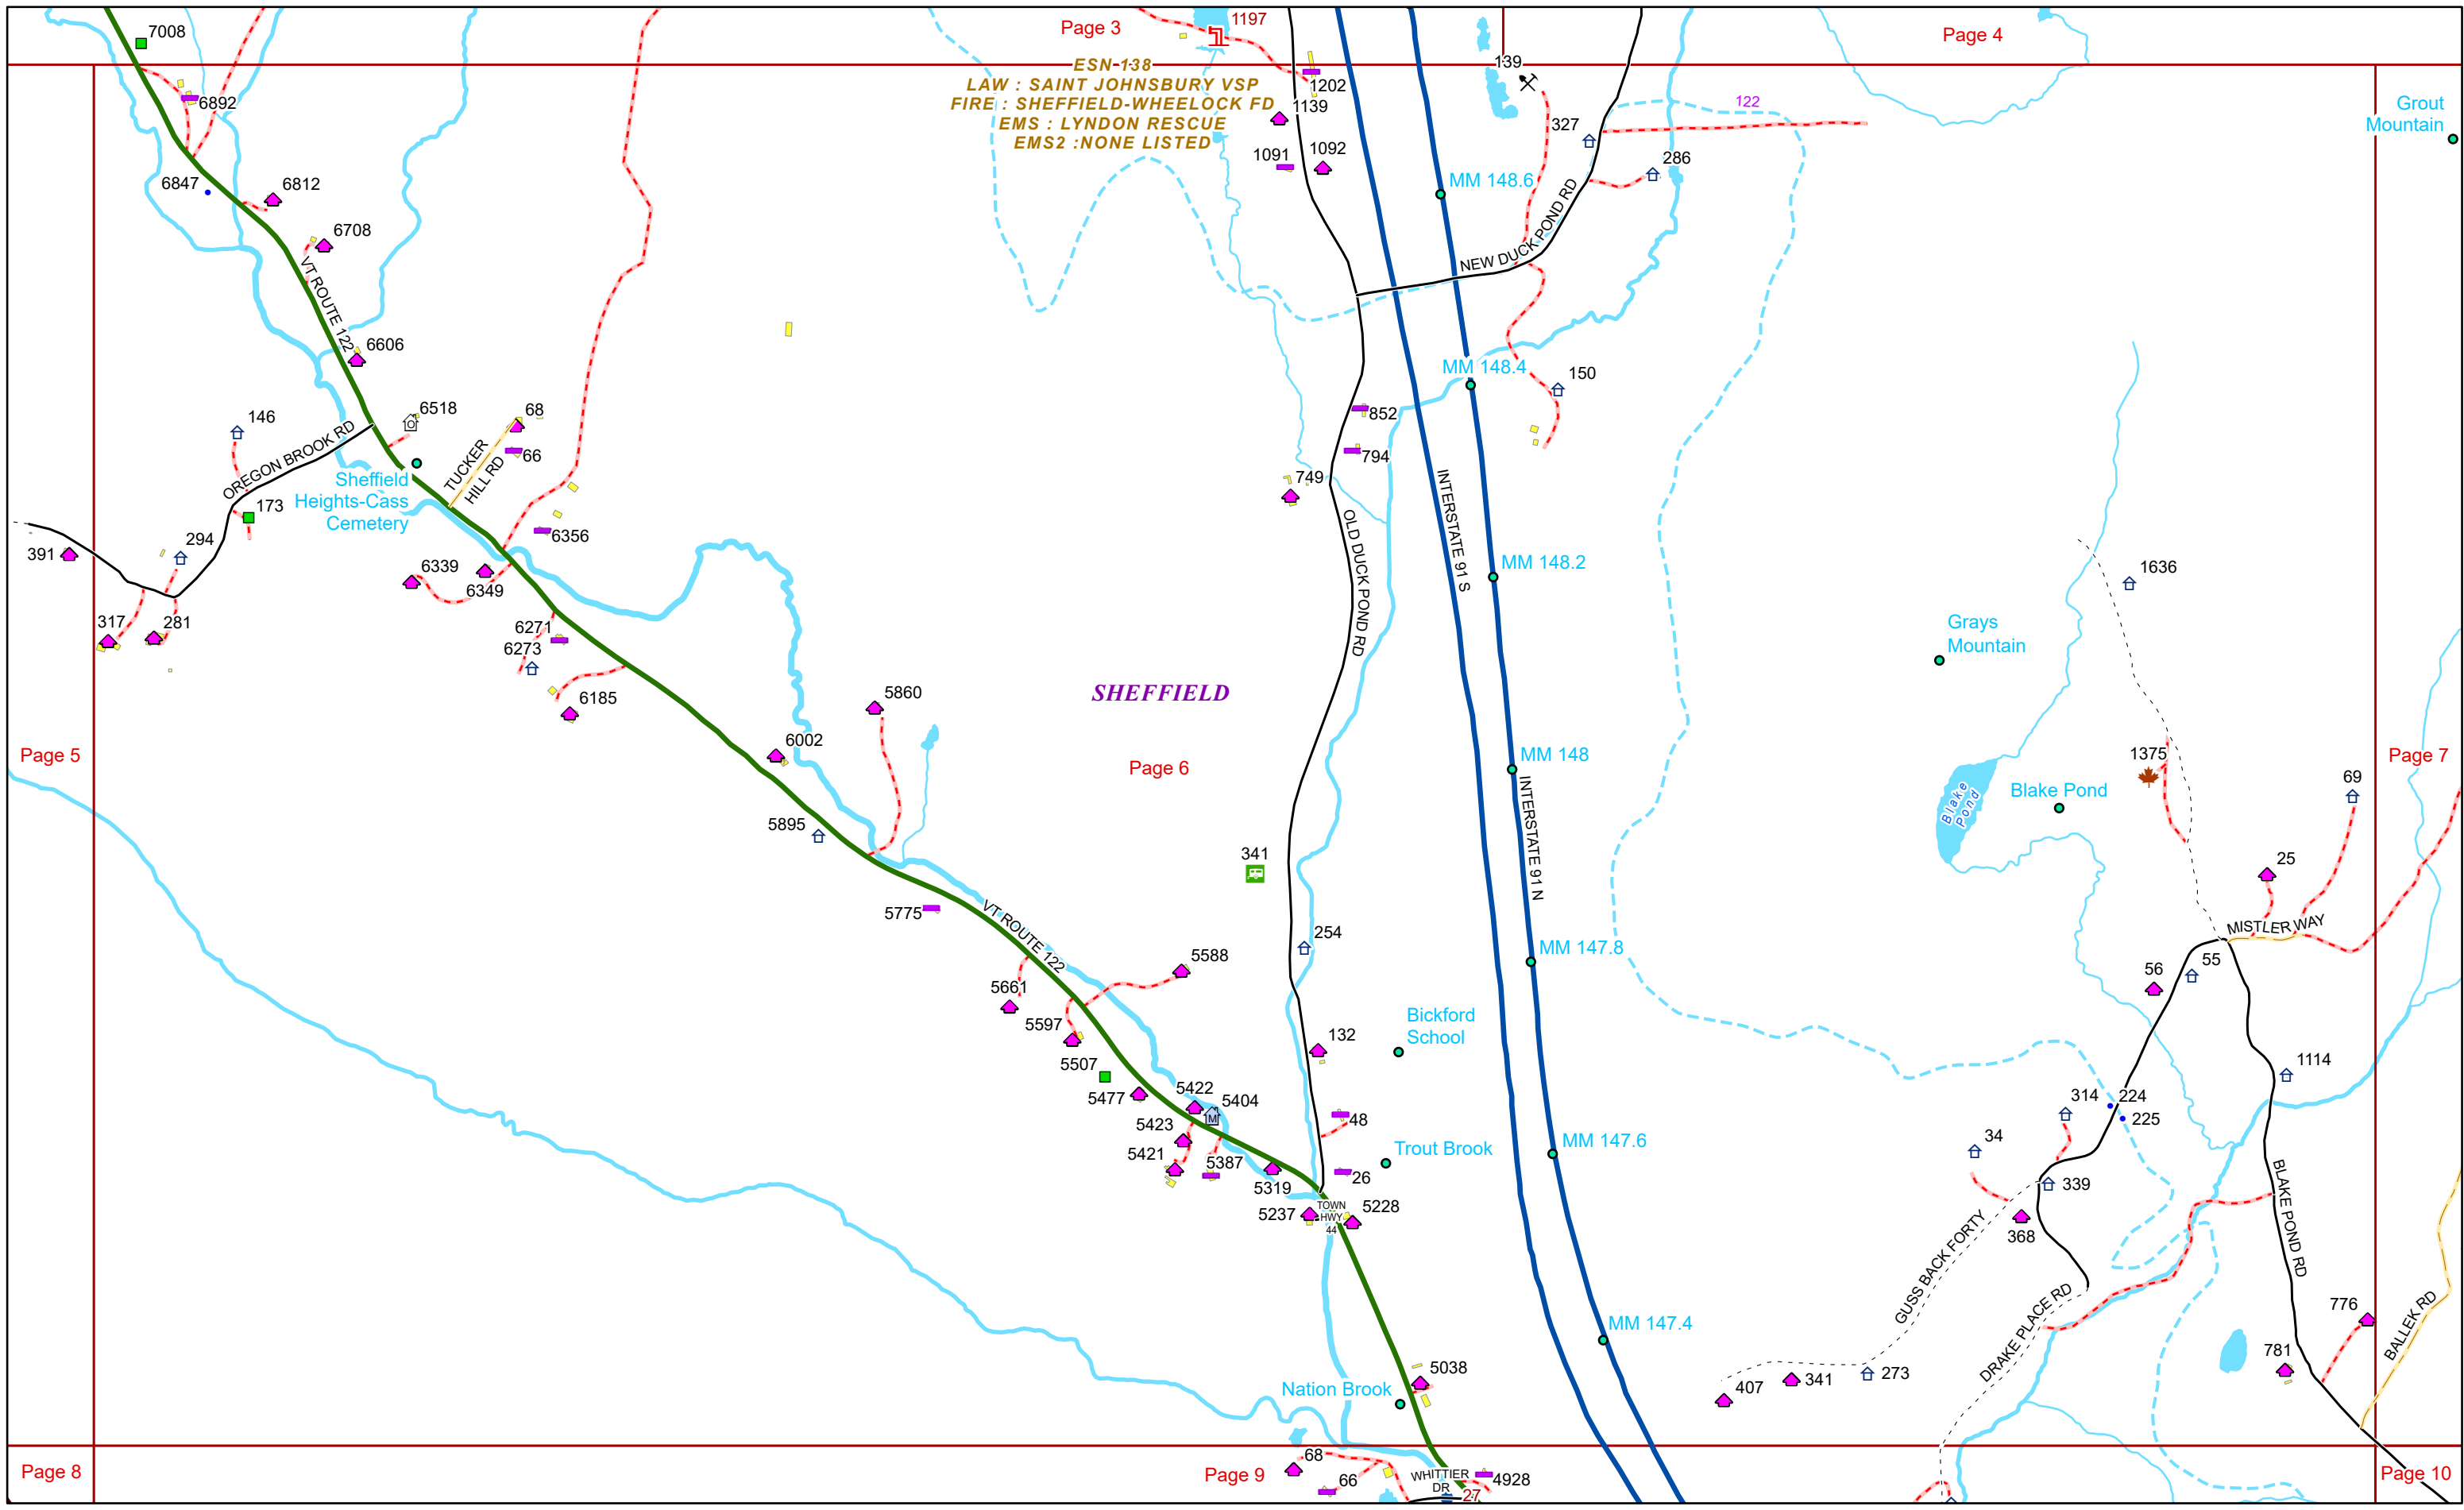 Page 3
1197
Page 4
7008
139
ESN 138
LAW : SAINT JOHNSBURY VSP
FIRE : SHEFFIELD-WHEELOCK FD
EMS : LYNDON RESCUE
EMS2 :NONE LISTED
6892
1202
1139
122
Grout
Mountain
327
1091
1092
286
6847
6812
MM 148.6
6708
NEW DUCK POND RD
VT ROUTE 122
6606
MM 148.4
150
146
6518
68
852
OREGON BROOK RD
TUCKER
HILL RD
66
794
Sheffield
Heights-Cass
Cemetery
749
173
INTERSTATE 91 S
OLD DUCK POND RD
6356
294
391
6339
6349
MM 148.2
1636
317
281
6271
6273
Grays
Mountain
6185
5860
SHEFFIELD
6002
Page 5
Page 6
MM 148
1375
Page 7
69
Blake
Pond
Blake Pond
5895
INTERSTATE 91 N
341
25
5775
VT ROUTE 122
254
MISTLER WAY
MM 147.8
5588
55
56
5661
5597
Bickford
School
132
5507
1114
5477
5422
5404
M
314
224
225
5423
48
34
MM 147.6
5421
5387
Trout Brook
26
5319
339
BLAKE POND RD
5237
TOWN
HWY
44
5228
368
GUSS BACK FORTY
DRAKE PLACE RD
776
MM 147.4
BALLEK RD
781
5038
Nation Brook
407
341
273
68
Page 8
Page 9
66
WHITTIER
DR
4928
27
Page 10
O